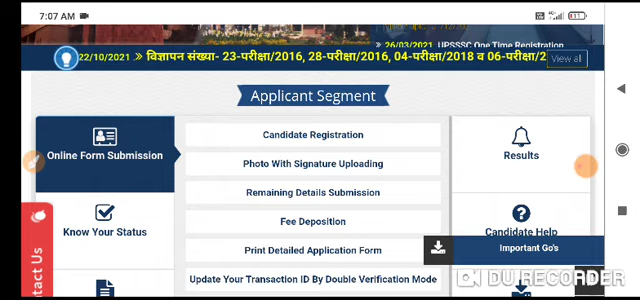 7:07 AM
26/03/2021 UPSSSC One Time Registration
22/10/2021 >> विज्ञापन संख्या- 23-परीक्षा/2016, 28-परीक्षा/2016, 04-परीक्षा/2018 व 06-परीक्षा/2
View all
Applicant Segment
Online Form Submission
Know Your Status
Candidate Registration
Photo With Signature Uploading
Remaining Details Submission
Fee Deposition
Print Detailed Application Form
Update Your Transaction ID By Double Verification Mode
Results
Candidate Help
Important Go's
ntact Us
DU RECORDER